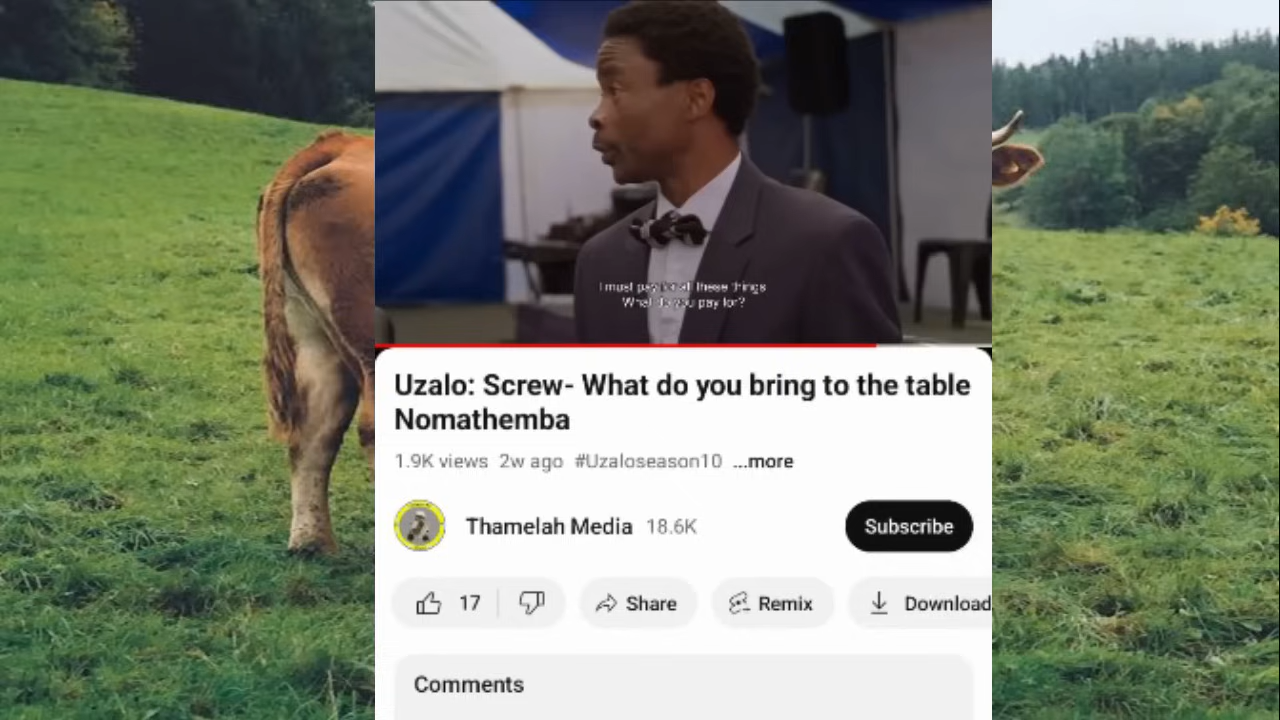 I must pay for all these things
What do you pay for?
Uzalo: Screw- What do you bring to the table
Nomathemba
1.9K views 2w ago #Uzaloseason10 ...more
Thamelah Media 18.6K Subscribe
17 Share Remix Download
Comments